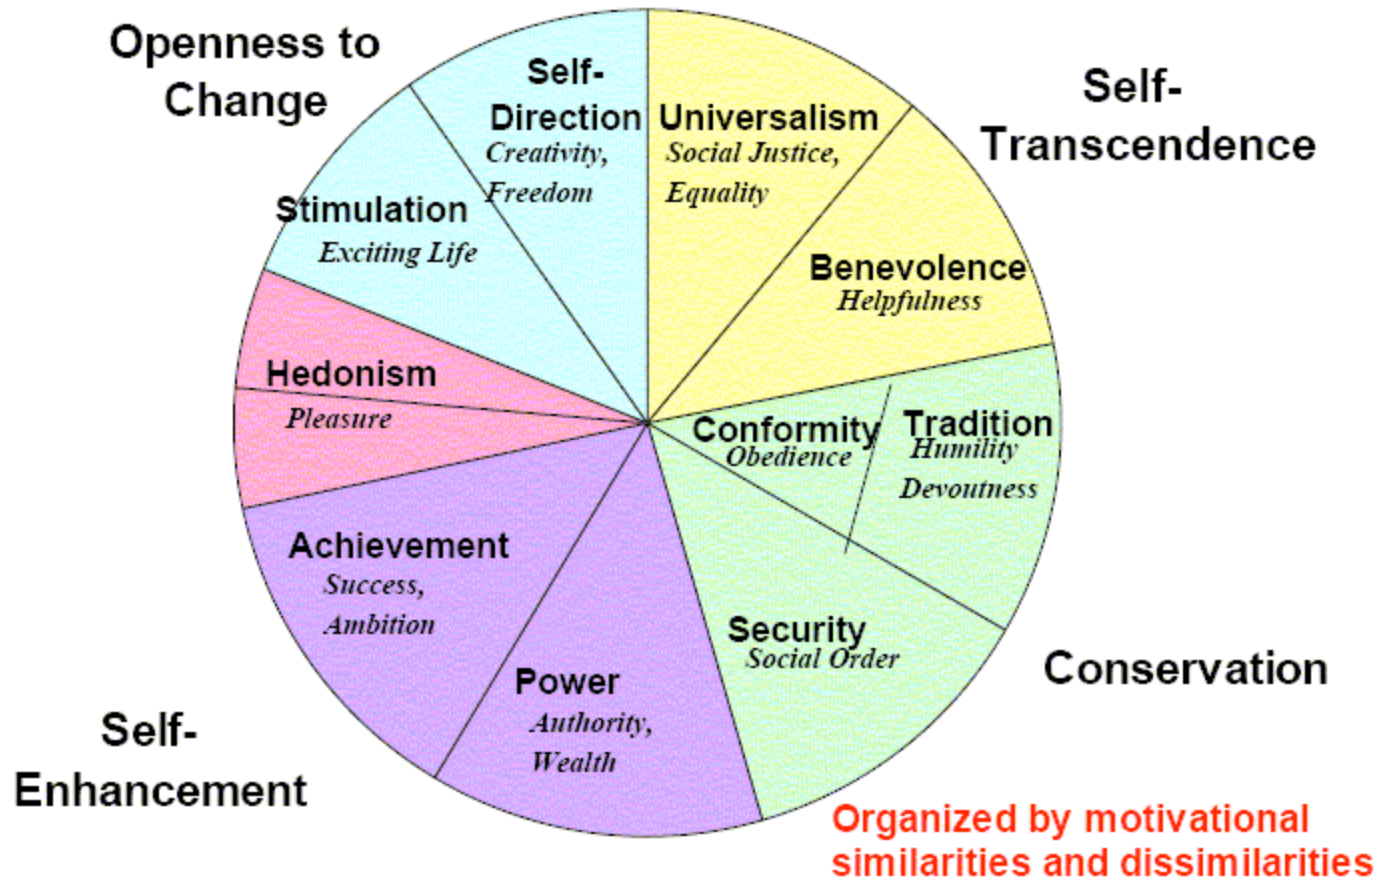 Openness to
Change
Self-
Direction
Creativity,
Freedom
Universalism
Social Justice,
Equality
Self-
Transcendence
Stimulation
Exciting Life
Benevolence
Helpfulness
Hedonism
Pleasure
Conformity
Obedience
Tradition
Humility
Devoutness
Achievement
Success,
Ambition
Security
Social Order
Power
Authority,
Wealth
Conservation
Self-
Enhancement
Organized by motivational
similarities and dissimilarities